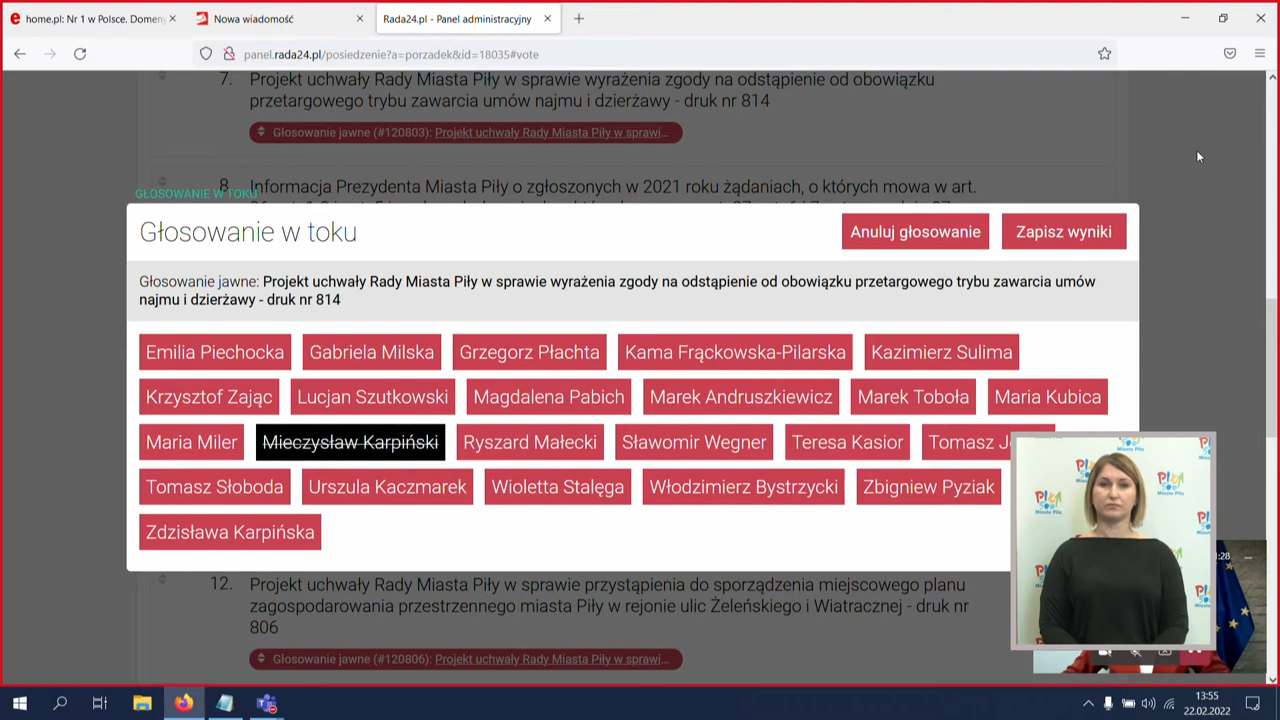 home.pl: Nr 1 w Polsce. Domeny
Nowa wiadomość
Rada24.pl - Panel administracyjny
panel.rada24.pl/posiedzenie?a=porzadek&id=18035#vote
7. Projekt uchwały Rady Miasta Piły w sprawie wyrażenia zgody na odstąpienie od obowiązku
przetargowego trybu zawarcia umów najmu i dzierżawy - druk nr 814
Głosowanie jawne (#120803): Projekt uchwały Rady Miasta Piły w sprawi...
8. Informacja Prezydenta Miasta Piły o zgłoszonych w 2021 roku żądaniach, o których mowa w art.
GŁOSOWANIE W TOKU
Głosowanie w toku
Anuluj głosowanie
Zapisz wyniki
Głosowanie jawne: Projekt uchwały Rady Miasta Piły w sprawie wyrażenia zgody na odstąpienie od obowiązku przetargowego trybu zawarcia umów
najmu i dzierżawy - druk nr 814
Emilia Piechocka Gabriela Milska Grzegorz Płachta Kama Frąckowska-Pilarska Kazimierz Sulima
Krzysztof Zając Lucjan Szutkowski Magdalena Pabich Marek Andruszkiewicz Marek Toboła Maria Kubica
Maria Miler Mieczysław Karpiński Ryszard Małecki Sławomir Wegner Teresa Kasior Tomasz
Tomasz Słoboda Urszula Kaczmarek Wioletta Stalęga Włodzimierz Bystrzycki Zbigniew Pyziak
Zdzisława Karpińska
12. Projekt uchwały Rady Miasta Piły w sprawie przystąpienia do sporządzenia miejscowego planu
zagospodarowania przestrzennego miasta Piły w rejonie ulic Żeleńskiego i Wiatracznej - druk nr
806
Głosowanie jawne (#120806): Projekt uchwały Rady Miasta Piły w sprawi...
13:55
22.02.2022